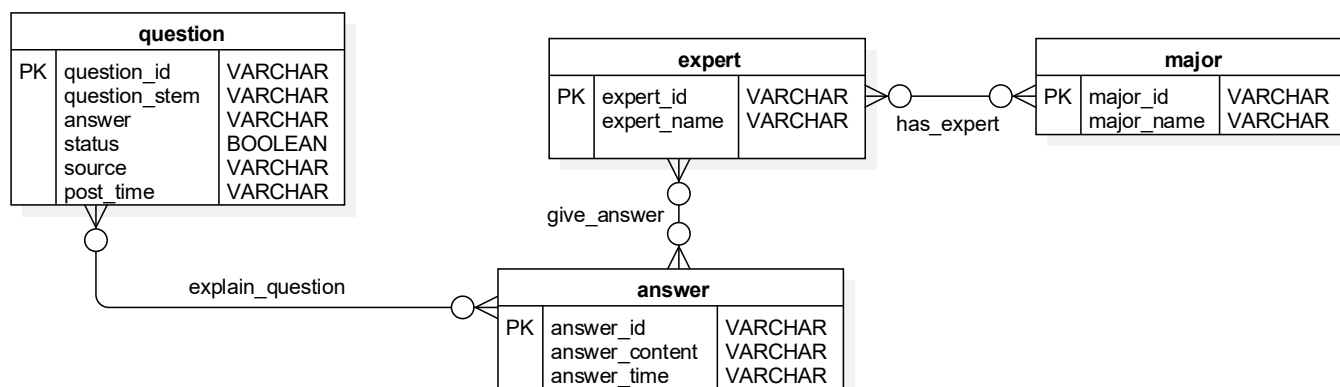 question
PK question_id VARCHAR
question_stem VARCHAR
answer VARCHAR
status BOOLEAN
source VARCHAR
post_time VARCHAR
expert
PK expert_id VARCHAR
expert_name VARCHAR
has_expert
major
PK major_id VARCHAR
major_name VARCHAR
give_answer
explain_question
answer
PK answer_id VARCHAR
answer_content VARCHAR
answer_time VARCHAR